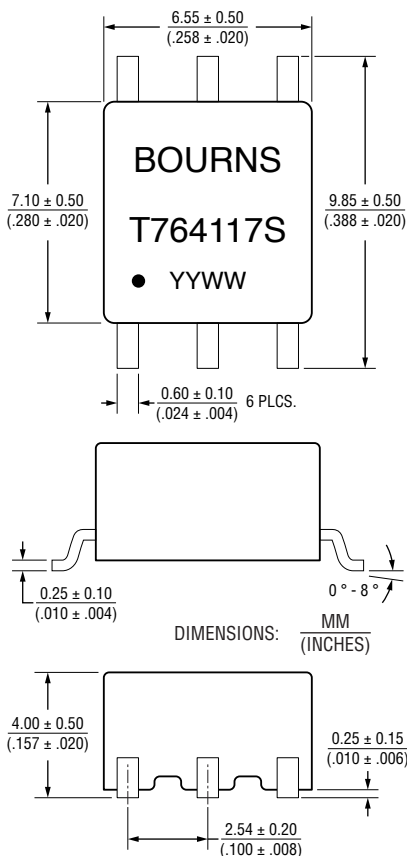 6.55 ± 0.50
(.258 ± .020)
BOURNS
7.10 ± 0.50
(.280 ± .020)
9.85 ± 0.50
(.388 ± .020)
T764117S
● YYWW
0.60 ± 0.10
(.024 ± .004)
6 PLCS.
0.25 ± 0.10
(.010 ± .004)
0 ° - 8 °
DIMENSIONS:
MM
(INCHES)
4.00 ± 0.50
(.157 ± .020)
0.25 ± 0.15
(.010 ± .006)
2.54 ± 0.20
(.100 ± .008)